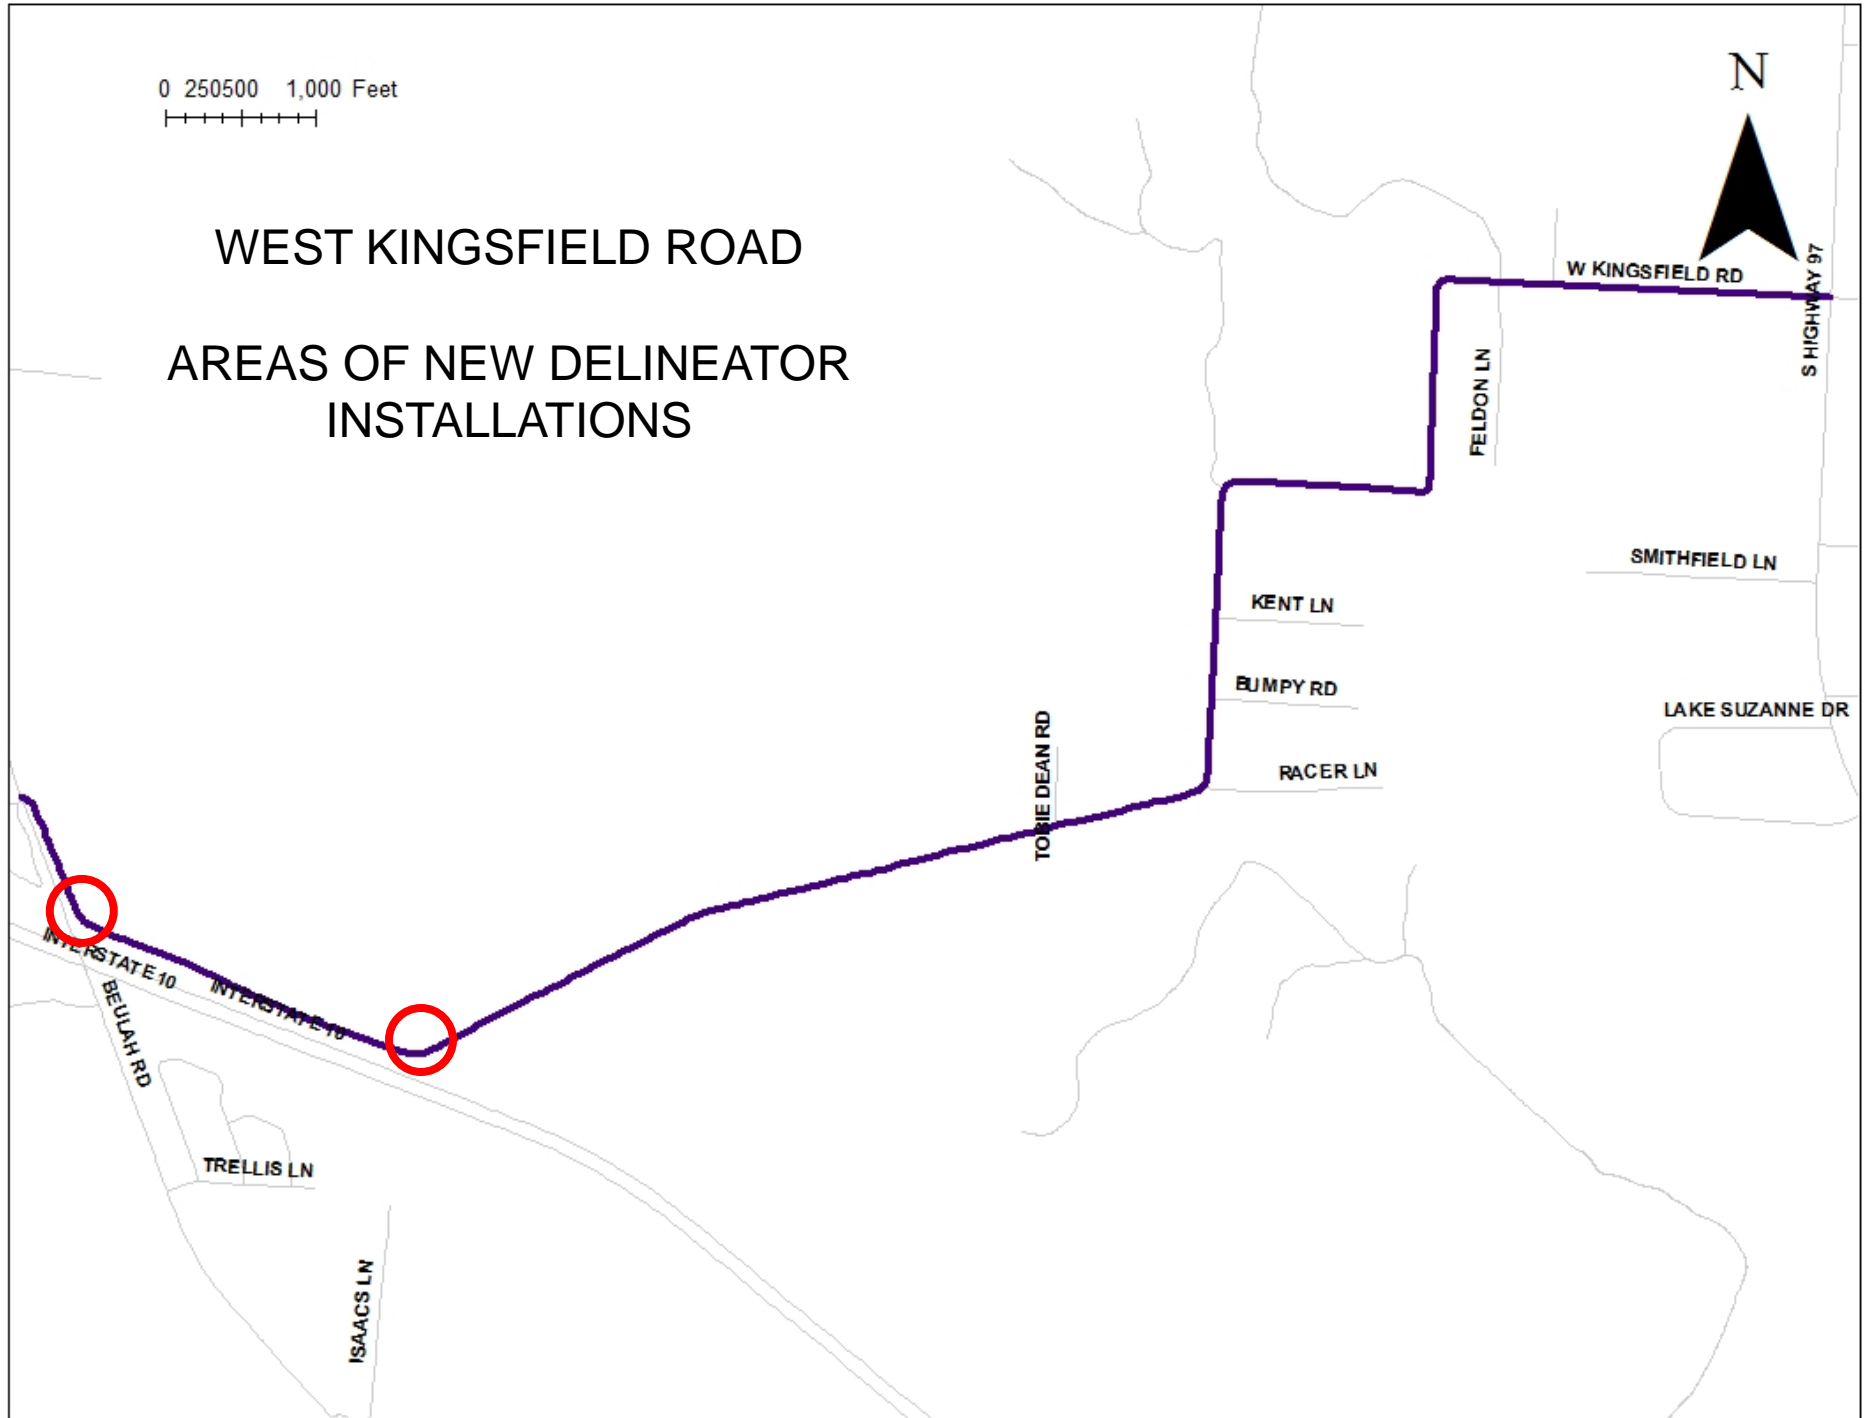 0 250500 1,000 Feet
N
WEST KINGSFIELD ROAD
AREAS OF NEW DELINEATOR
INSTALLATIONS
W KINGSFIELD RD
S HIGHWAY 97
FELDON LN
SMITHFIELD LN
KENT LN
BUMPY RD
LAKE SUZANNE DR
TOBIE DEAN RD
RACER LN
INTERSTATE 10
INTERSTATE 10
BEULAH RD
TRELLIS LN
ISAACS LN